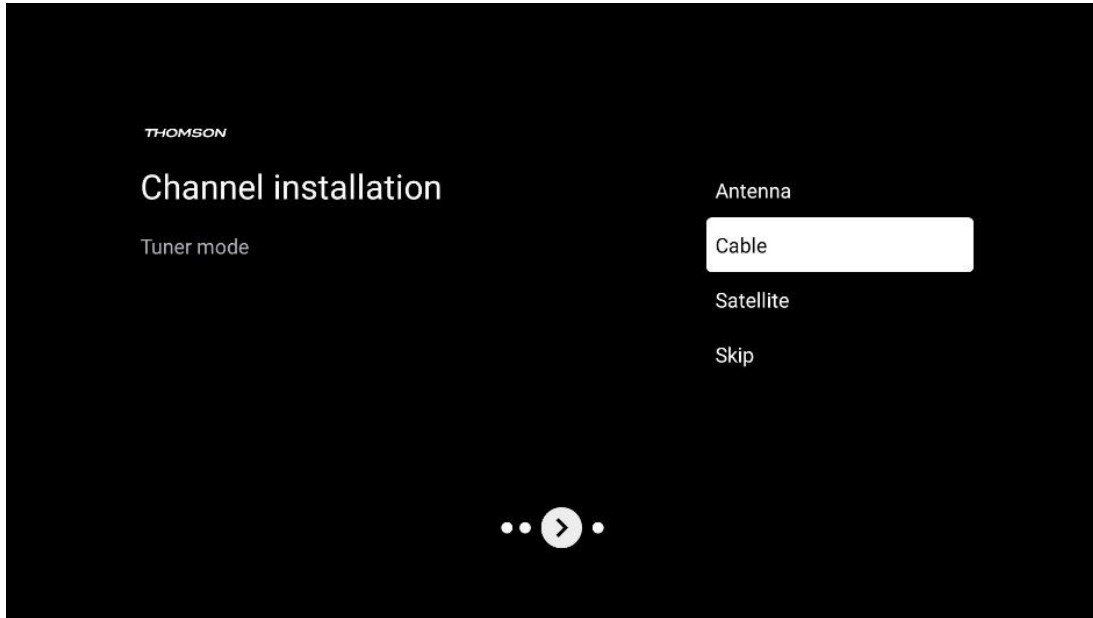 THOMSON
Channel installation
Tuner mode
Antenna
Cable
Satellite
Skip